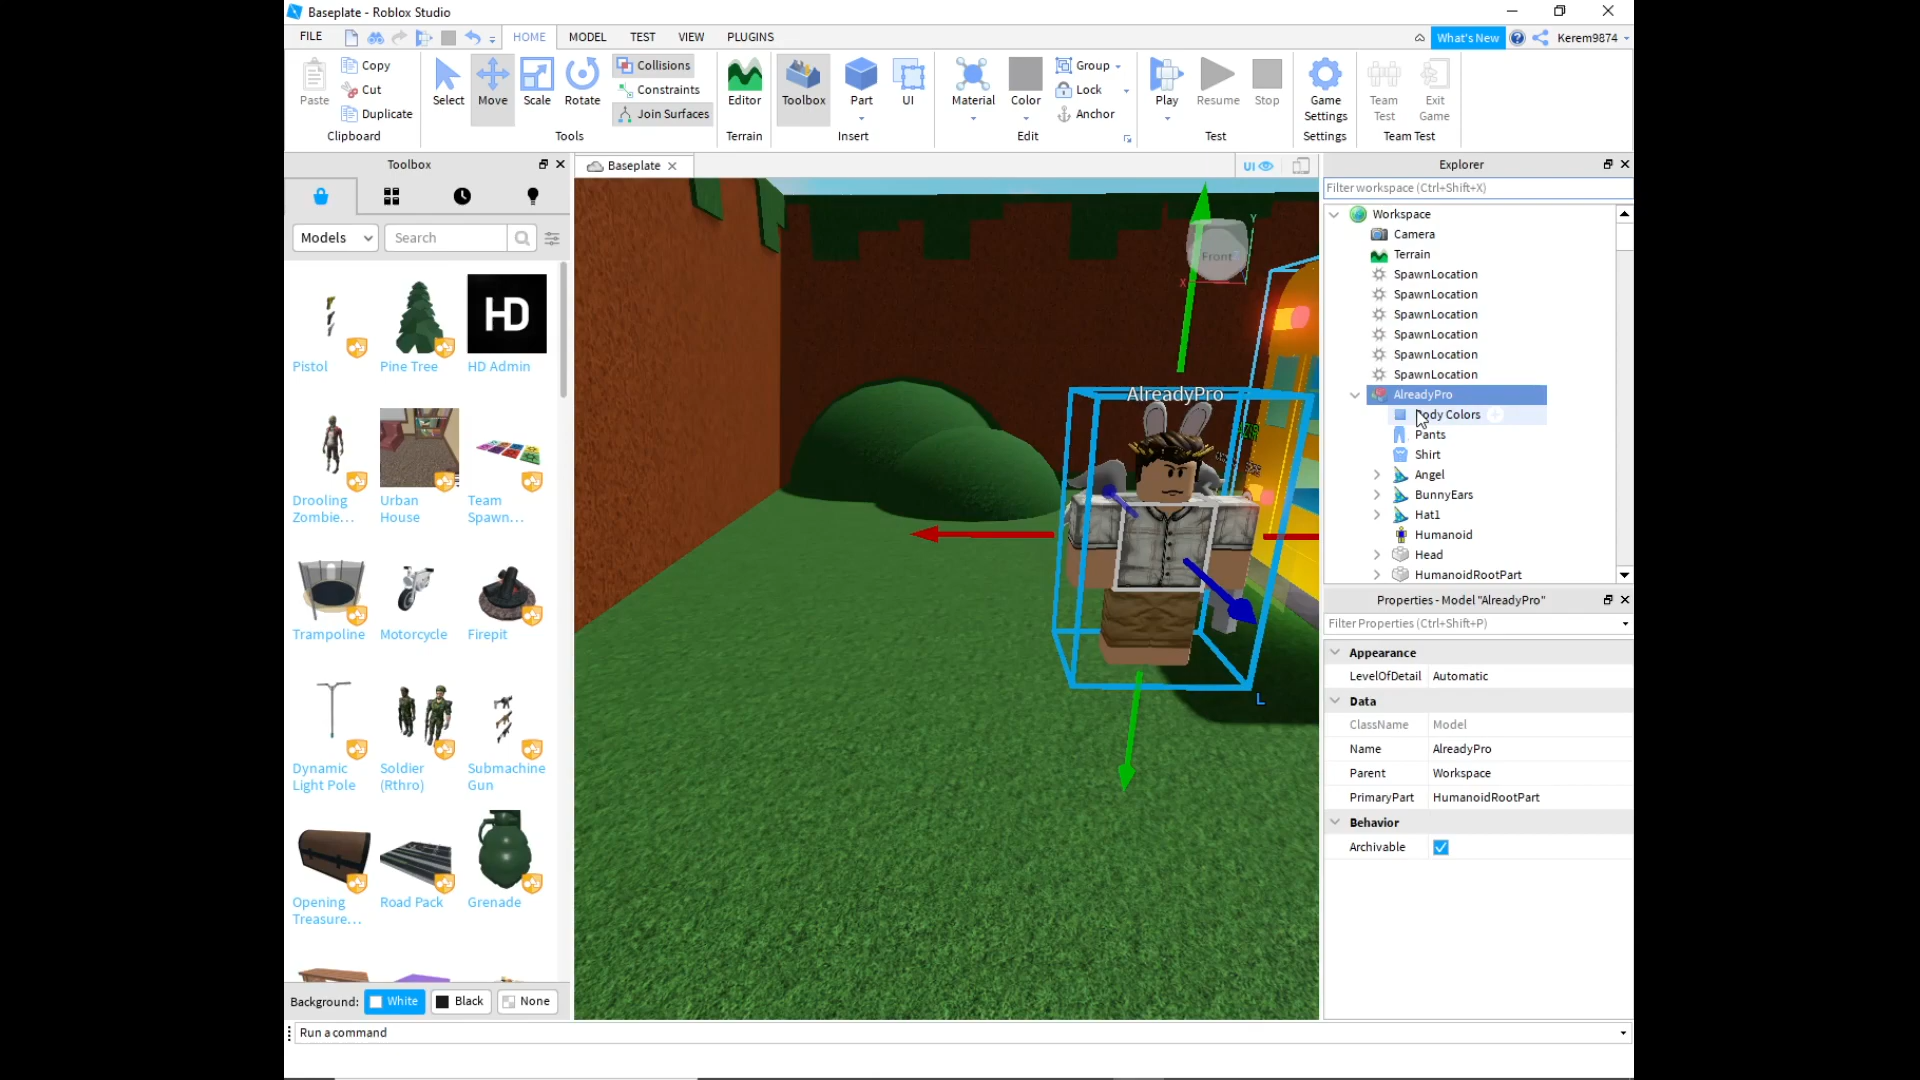 Baseplate - Roblox Studio
FILE
HOME
MODEL
TEST
VIEW
PLUGINS
What's New
Kerem9874
Paste
Copy
Cut
Duplicate
Clipboard
Select
Move
Scale
Rotate
Collisions
Constraints
Join Surfaces
Tools
Editor
Terrain
Toolbox
Part
UI
Insert
Material
Color
Group
Lock
Anchor
Edit
Play
Resume
Stop
Test
Game
Settings
Settings
Team
Test
Exit
Game
Team Test
Toolbox
Models
Search
Pistol
Pine Tree
HD
HD Admin
Drooling
Zombie...
Urban
House
Team
Spawn...
Trampoline
Motorcycle
Firepit
Dynamic
Light Pole
Soldier
(Rthro)
Submachine
Gun
Opening
Treasure...
Road Pack
Grenade
Background:
White
Black
None
Run a command
Baseplate
UI
Front
Y
X
AlreadyPro
L
Explorer
Filter workspace (Ctrl+Shift+X)
Workspace
Camera
Terrain
SpawnLocation
SpawnLocation
SpawnLocation
SpawnLocation
SpawnLocation
SpawnLocation
AlreadyPro
Body Colors
Pants
Shirt
Angel
BunnyEars
Hat1
Humanoid
Head
HumanoidRootPart
Properties - Model "AlreadyPro"
Filter Properties (Ctrl+Shift+P)
Appearance
LevelOfDetail Automatic
Data
ClassName Model
Name AlreadyPro
Parent Workspace
PrimaryPart HumanoidRootPart
Behavior
Archivable